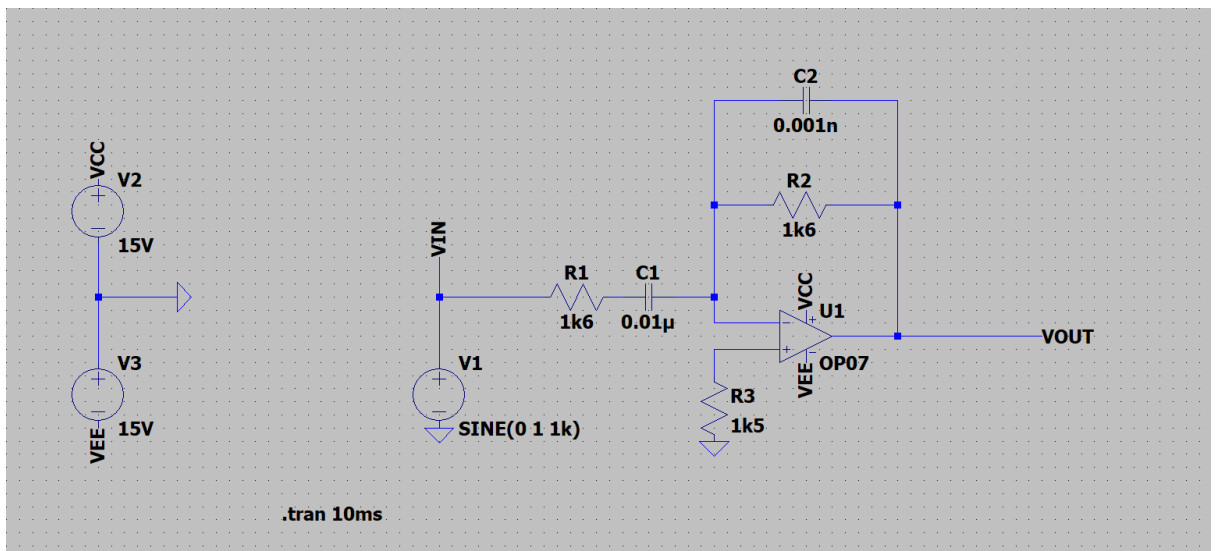 VCC
V2
15V
V3
15V
VEE
VIN
V1
SINE(0 1 1k)
R1
1k6
C1
0.01µ
C2
0.001n
R2
1k6
VCC
U1
OP07
VEE
R3
1k5
VOUT
.tran 10ms